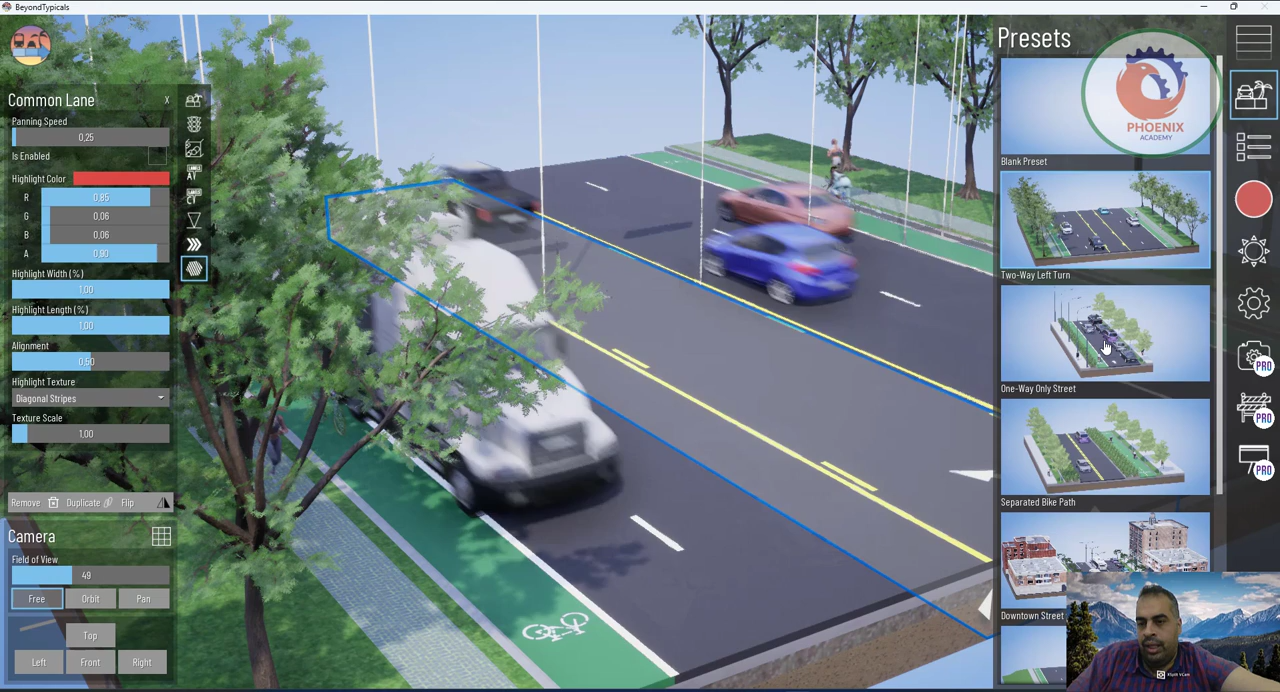 BeyondTypicals
Common Lane X
Panning Speed
0,25
Is Enabled
Highlight Color
R 0,85
G 0,06
B 0,06
A 0,90
Highlight Width (%)
1,00
Highlight Length (%)
1,00
Alignment
0,50
Highlight Texture
Diagonal Stripes
Texture Scale
1,00
Remove Duplicate Flip
Camera
Field of View
49
Free Orbit Pan
Top
Left Front Right
Presets
PHOENIX
ACADEMY
Blank Preset
Two-Way Left Turn
One-Way Only Street
Separated Bike Path
Downtown Street
PRO
PRO
PRO
XSplit VCam